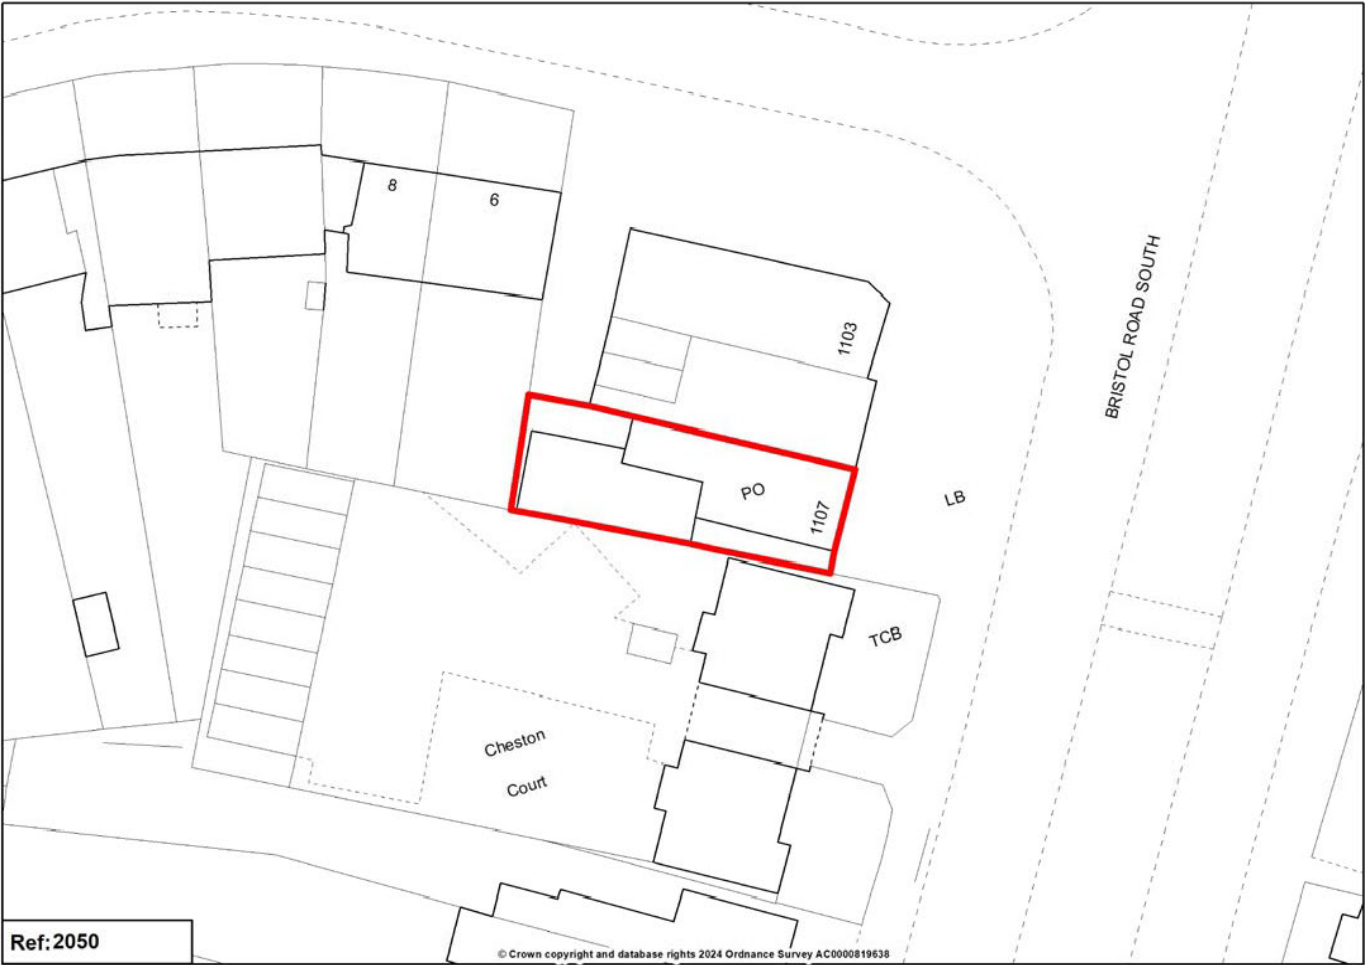 8
6
1103
BRISTOL ROAD SOUTH
PO
1107
LB
TCB
Cheston
Court
Ref:2050
© Crown copyright and database rights 2024 Ordnance Survey AC0000819638